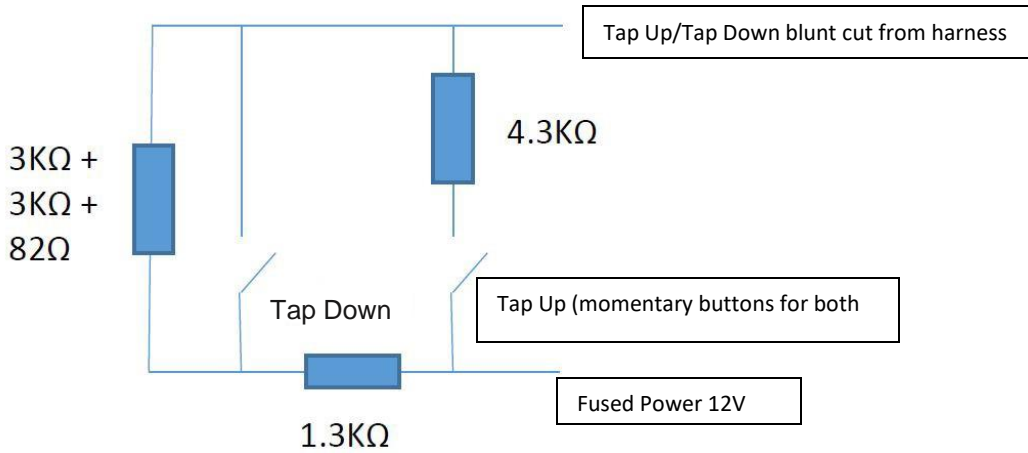 Tap Up/Tap Down blunt cut from harness
4.3KΩ
3KΩ +
3KΩ +
82Ω
Tap Down
Tap Up (momentary buttons for both
Fused Power 12V
1.3KΩ